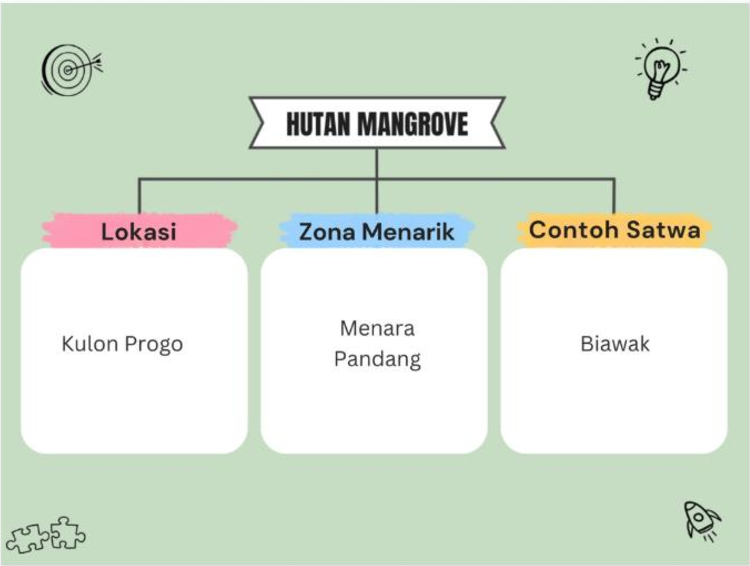 HUTAN MANGROVE
Lokasi
Zona Menarik
Contoh Satwa
Kulon Progo
Menara
Pandang
Biawak